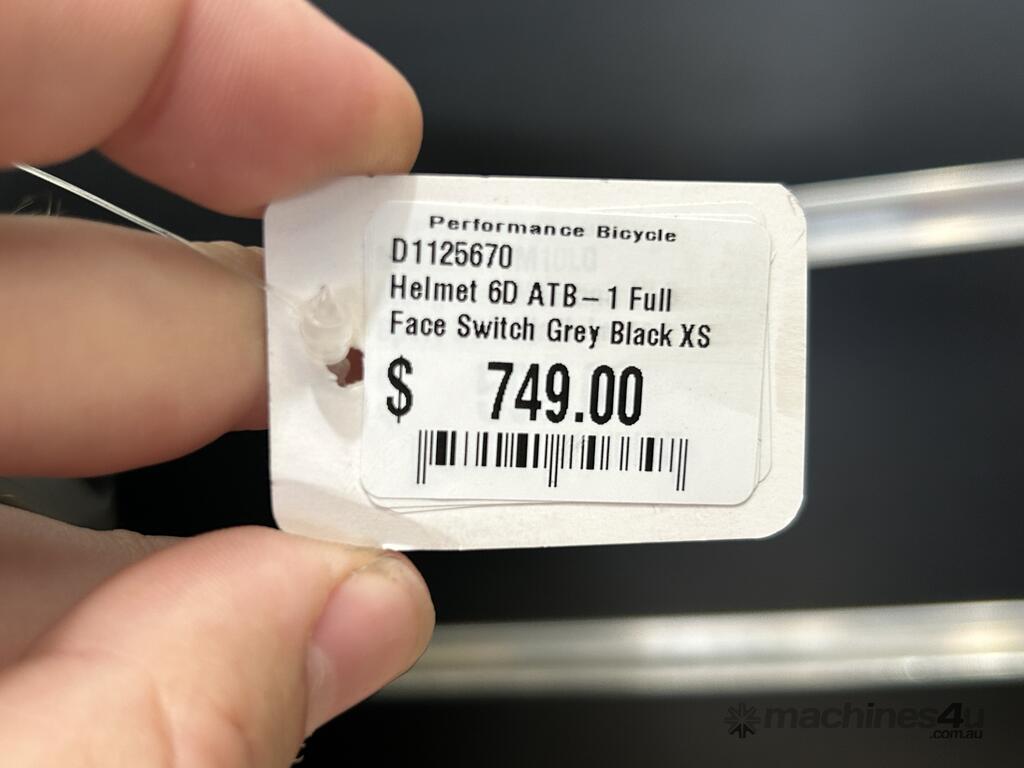 Performance Bicycle
D1125670
Helmet 6D ATB-1 Full
Face Switch Grey Black XS
$ 749.00
machines4u
.com.au